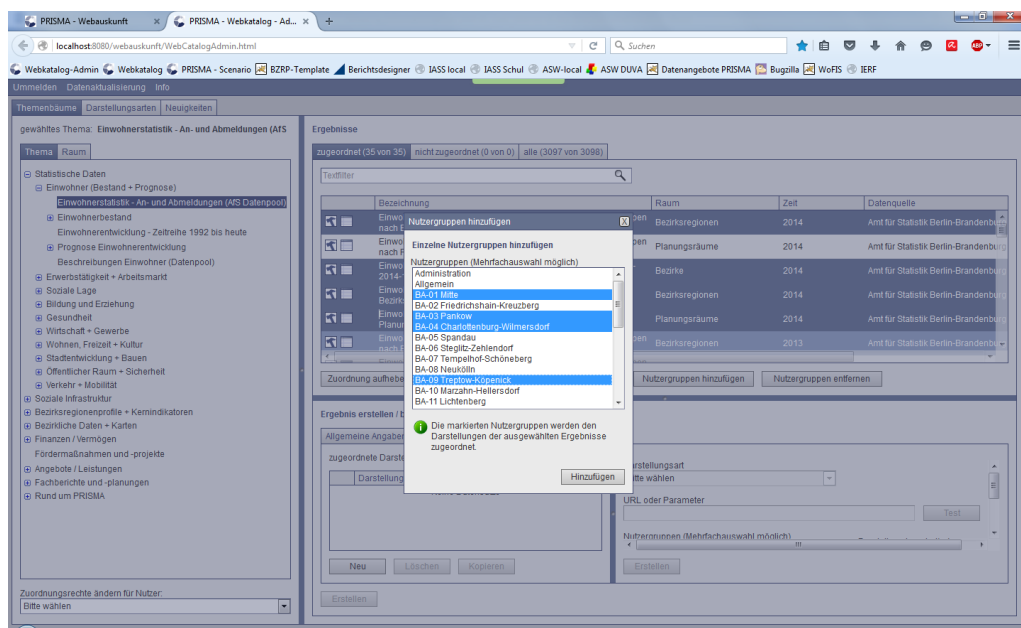 PRISMA - Webauskunft
PRISMA - Webkatalog - Ad...
localhost:8080/webauskunft/WebCatalogAdmin.html
Suchen
Webkatalog-Admin Webkatalog PRISMA - Scenario BZRP-Template Berichtsdesigner IASS local IASS Schul ASW-local ASW DUVA Datenangebote PRISMA Bugzilla WoFIS IERF
Ummelden Datenaktualisierung Info
Themenbäume Darstellungsarten Neuigkeiten
gewähltes Thema: Einwohnerstatistik - An- und Abmeldungen (AfS
Thema Raum
Statistische Daten
Einwohner (Bestand + Prognose)
Einwohnerstatistik - An- und Abmeldungen (AfS Datenpool)
Einwohnerbestand
Einwohnerentwicklung - Zeitreihe 1992 bis heute
Prognose Einwohnerentwicklung
Beschreibungen Einwohner (Datenpool)
Erwerbstätigkeit + Arbeitsmarkt
Soziale Lage
Bildung und Erziehung
Gesundheit
Wirtschaft + Gewerbe
Wohnen, Freizeit + Kultur
Stadtentwicklung + Bauen
Öffentlicher Raum + Sicherheit
Verkehr + Mobilität
Soziale Infrastruktur
Bezirksregionenprofile + Kernindikatoren
Bezirkliche Daten + Karten
Finanzen / Vermögen
Fördermaßnahmen und -projekte
Angebote / Leistungen
Fachberichte und -planungen
Rund um PRISMA
Zuordnungsrechte ändern für Nutzer:
Bitte wählen
Ergebnisse
zugeordnet (35 von 35) nicht zugeordnet (0 von 0) alle (3097 von 3098)
Textfilter
Bezeichnung Raum Zeit Datenquelle
Bezirksregionen 2014 Amt für Statistik Berlin-Brandenburg
Planungsräume 2014 Amt für Statistik Berlin-Brandenburg
Bezirke 2014 Amt für Statistik Berlin-Brandenburg
Bezirksregionen 2014 Amt für Statistik Berlin-Brandenburg
Planungsräume 2014 Amt für Statistik Berlin-Brandenburg
Bezirksregionen 2013 Amt für Statistik Berlin-Brandenbu
Zuordnung aufhebe Nutzergruppen hinzufügen Nutzergruppen entfernen
Nutzergruppen hinzufügen
Einzelne Nutzergruppen hinzufügen
Nutzergruppen (Mehrfachauswahl möglich)
Administration
Allgemein
BA-01 Mitte
BA-02 Friedrichshain-Kreuzberg
BA-03 Pankow
BA-04 Charlottenburg-Wilmersdorf
BA-05 Spandau
BA-06 Steglitz-Zehlendorf
BA-07 Tempelhof-Schöneberg
BA-08 Neukölln
BA-09 Treptow-Köpenick
BA-10 Marzahn-Hellersdorf
BA-11 Lichtenberg
Die markierten Nutzergruppen werden den
Darstellungen der ausgewählten Ergebnisse
zugeordnet.
Hinzufügen
Ergebnis erstellen / b
Allgemeine Angaben
zugeordnete Darste
Darstellung
Neu Löschen Kopieren
Erstellen
Darstellungsart
Bitte wählen
URL oder Parameter
Test
Nutzergruppen (Mehrfachauswahl möglich)
Erstellen